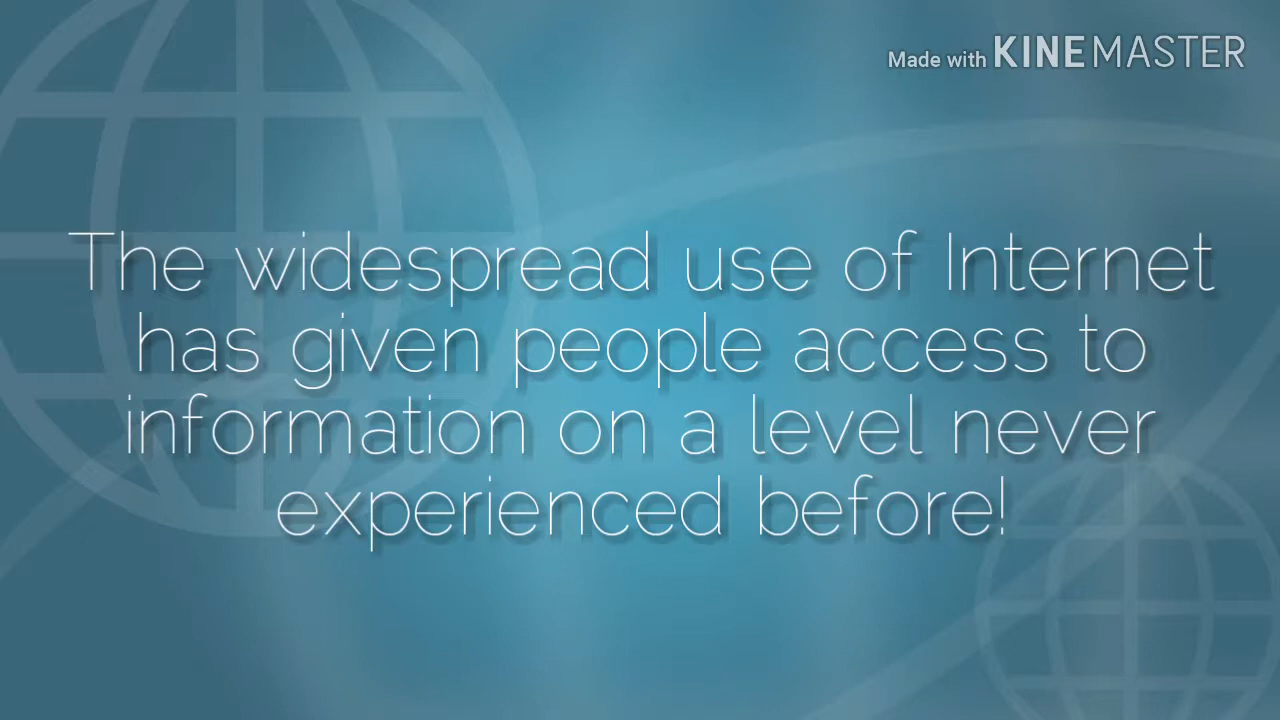 Made with KINEMASTER
The widespread use of Internet
has given people access to
information on a level never
experienced before!